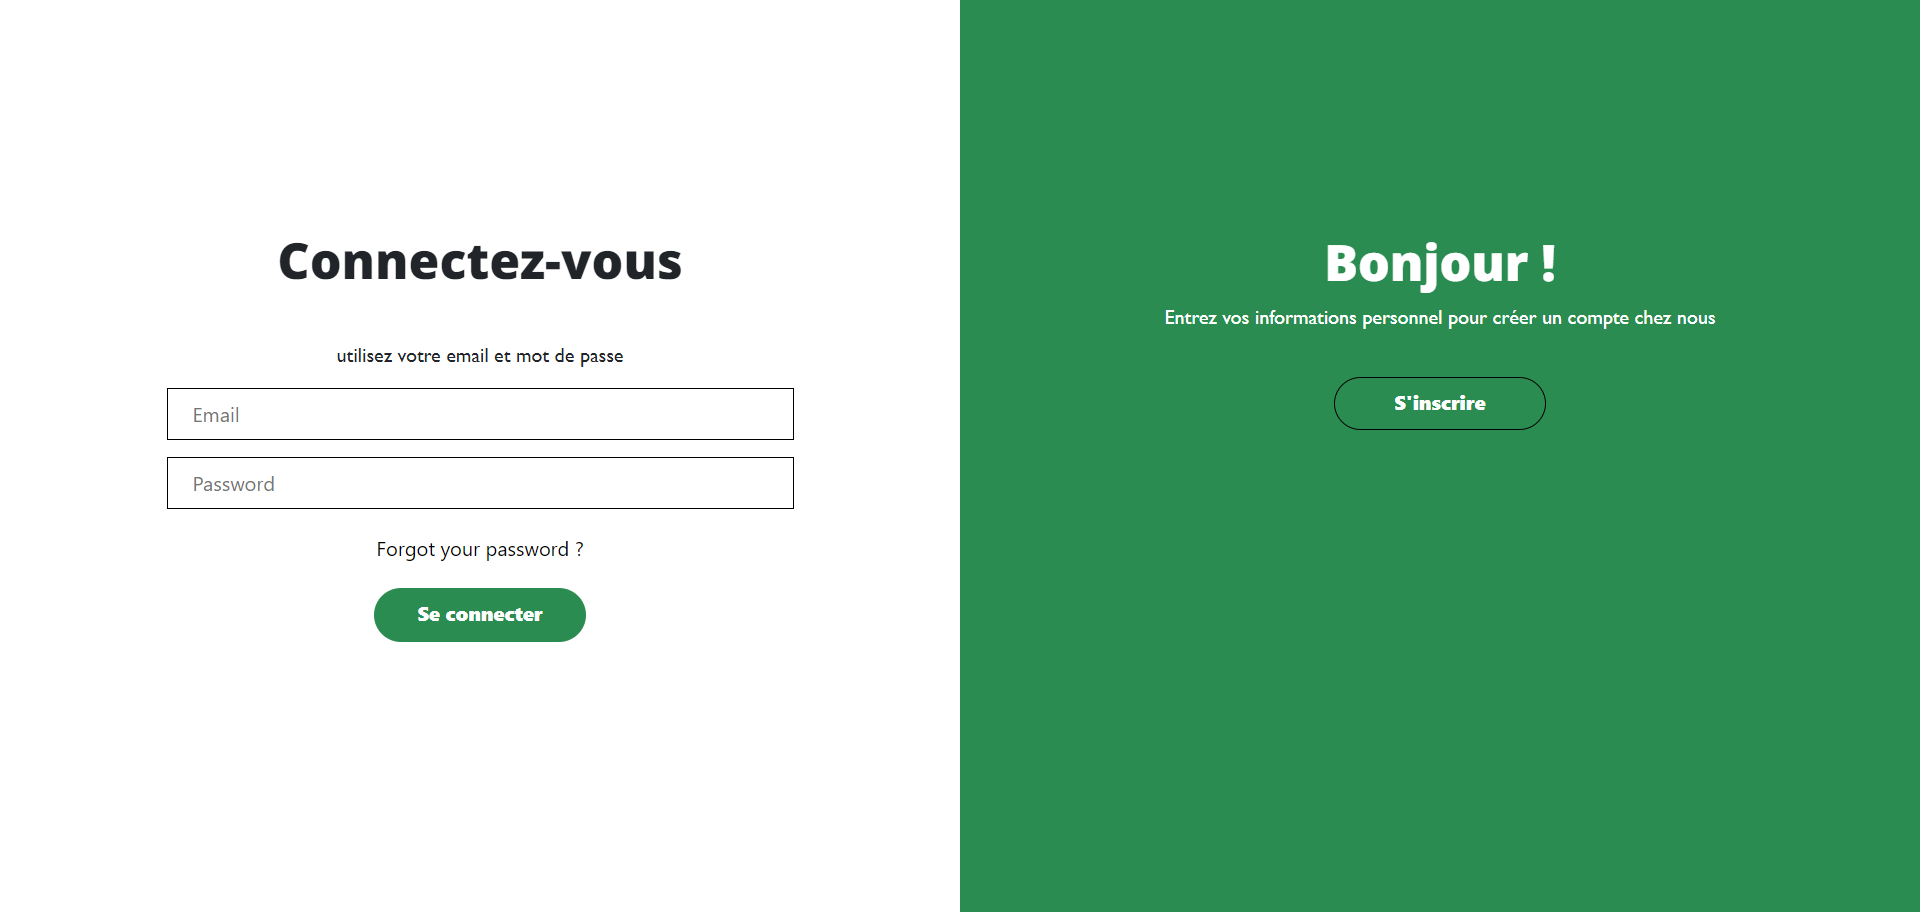 Connectez-vous
utilisez votre email et mot de passe
Email
Password
Forgot your password ?
Se connecter
Bonjour !
Entrez vos informations personnel pour créer un compte chez nous
S'inscrire